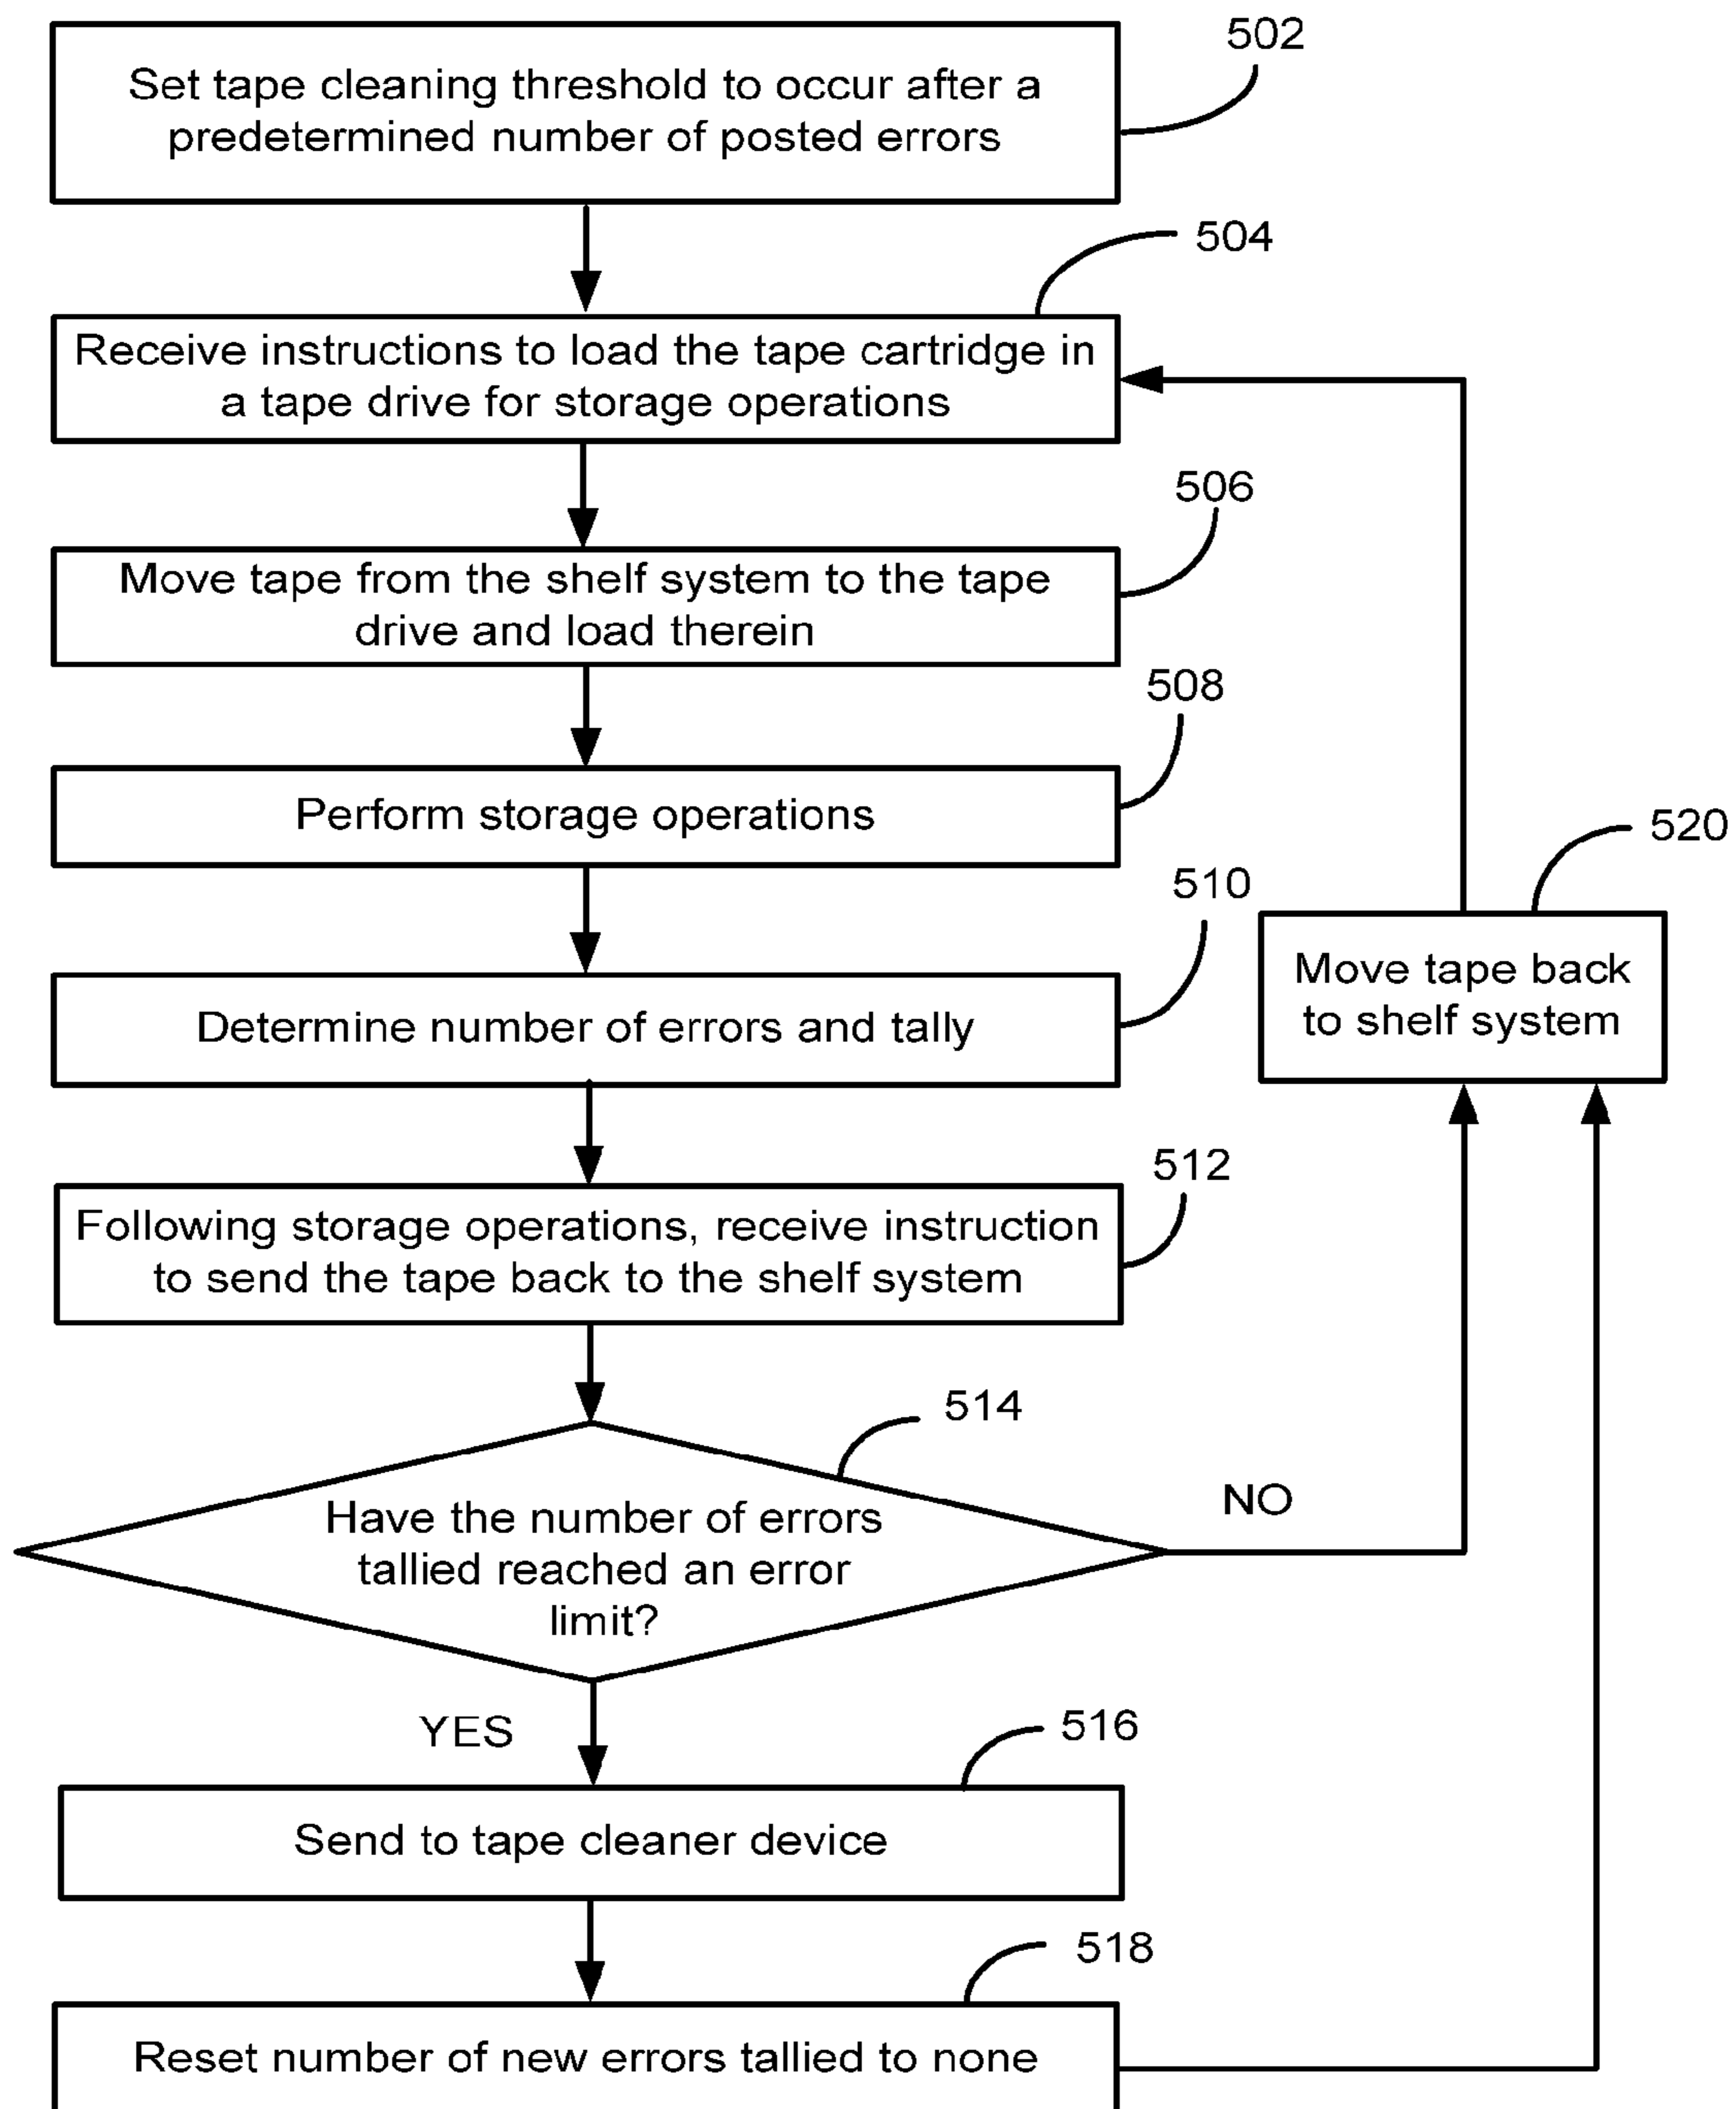 502
Set tape cleaning threshold to occur after a
predetermined number of posted errors
504
Receive instructions to load the tape cartridge in
a tape drive for storage operations
506
Move tape from the shelf system to the tape
drive and load therein
508
Perform storage operations
520
510
Move tape back
to shelf system
Determine number of errors and tally
512
Following storage operations, receive instruction
to send the tape back to the shelf system
514
NO
Have the number of errors
tallied reached an error
limit?
YES
516
Send to tape cleaner device
518
Reset number of new errors tallied to none